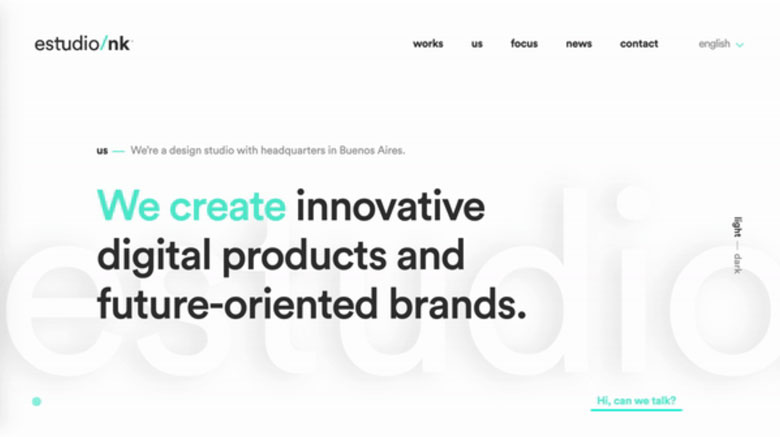 estudio/nk
works us focus news contact english
us — We're a design studio with headquarters in Buenos Aires.
We create innovative
digital products and
future-oriented brands.
estudio
light — dark
Hi, can we talk?